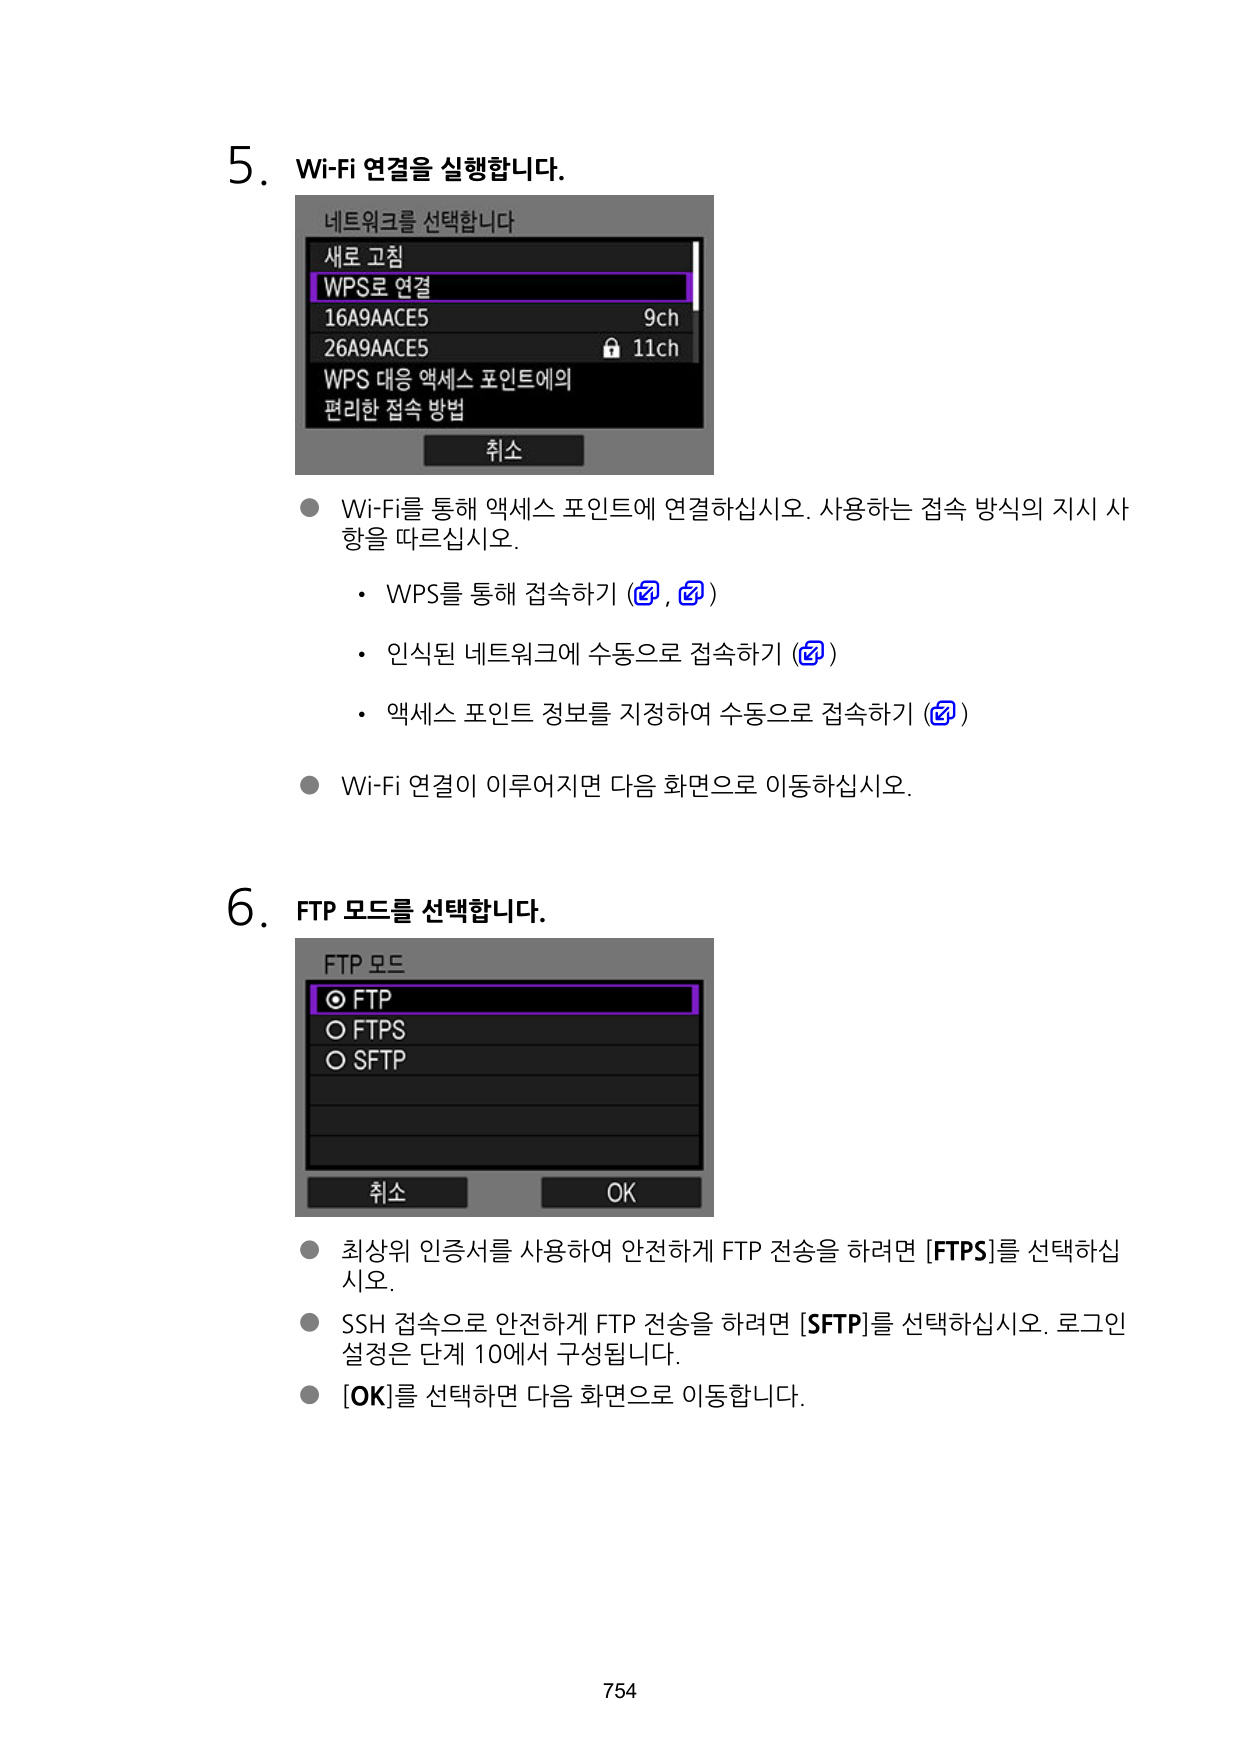 5. Wi-Fi 연결을 실행합니다.
네트워크를 선택합니다
새로 고침
WPS로 연결
16A9AACE5 9ch
26A9AACE5 11ch
WPS 대응 액세스 포인트에의
편리한 접속 방법
취소
● Wi-Fi를 통해 액세스 포인트에 연결하십시오. 사용하는 접속 방식의 지시 사
항을 따르십시오.
• WPS를 통해 접속하기 ( , )
• 인식된 네트워크에 수동으로 접속하기 ( )
• 액세스 포인트 정보를 지정하여 수동으로 접속하기 ( )
● Wi-Fi 연결이 이루어지면 다음 화면으로 이동하십시오.
6. FTP 모드를 선택합니다.
FTP 모드
FTP
FTPS
SFTP
취소 OK
● 최상위 인증서를 사용하여 안전하게 FTP 전송을 하려면 [FTPS]를 선택하십
시오.
● SSH 접속으로 안전하게 FTP 전송을 하려면 [SFTP]를 선택하십시오. 로그인
설정은 단계 10에서 구성됩니다.
● [OK]를 선택하면 다음 화면으로 이동합니다.
754